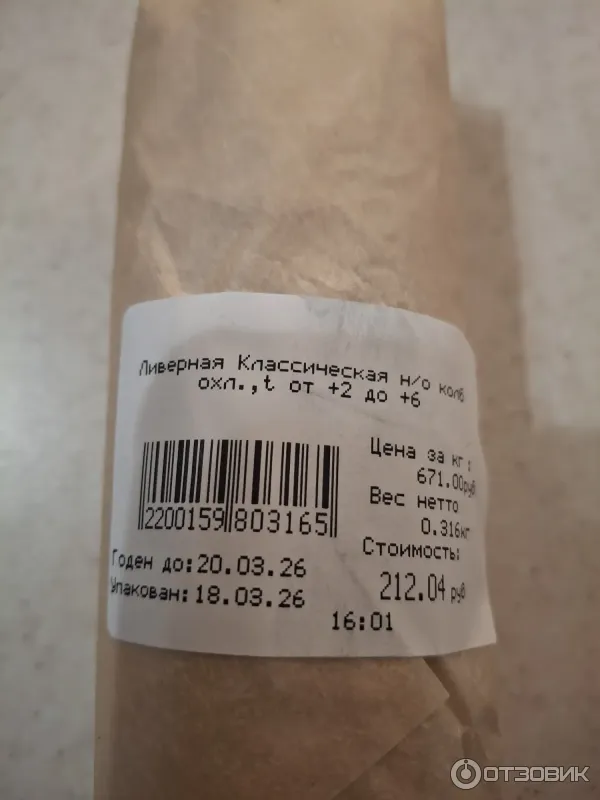 Ливерная Классическая н/о колб
охл.,t от +2 до +6
Цена за кг:
671.00руб
Вес нетто
0.316кг
Стоимость:
212.04 руб
2200159803165
Годен до:20.03.26
Упакован:18.03.26
16:01
ОТЗОВИК